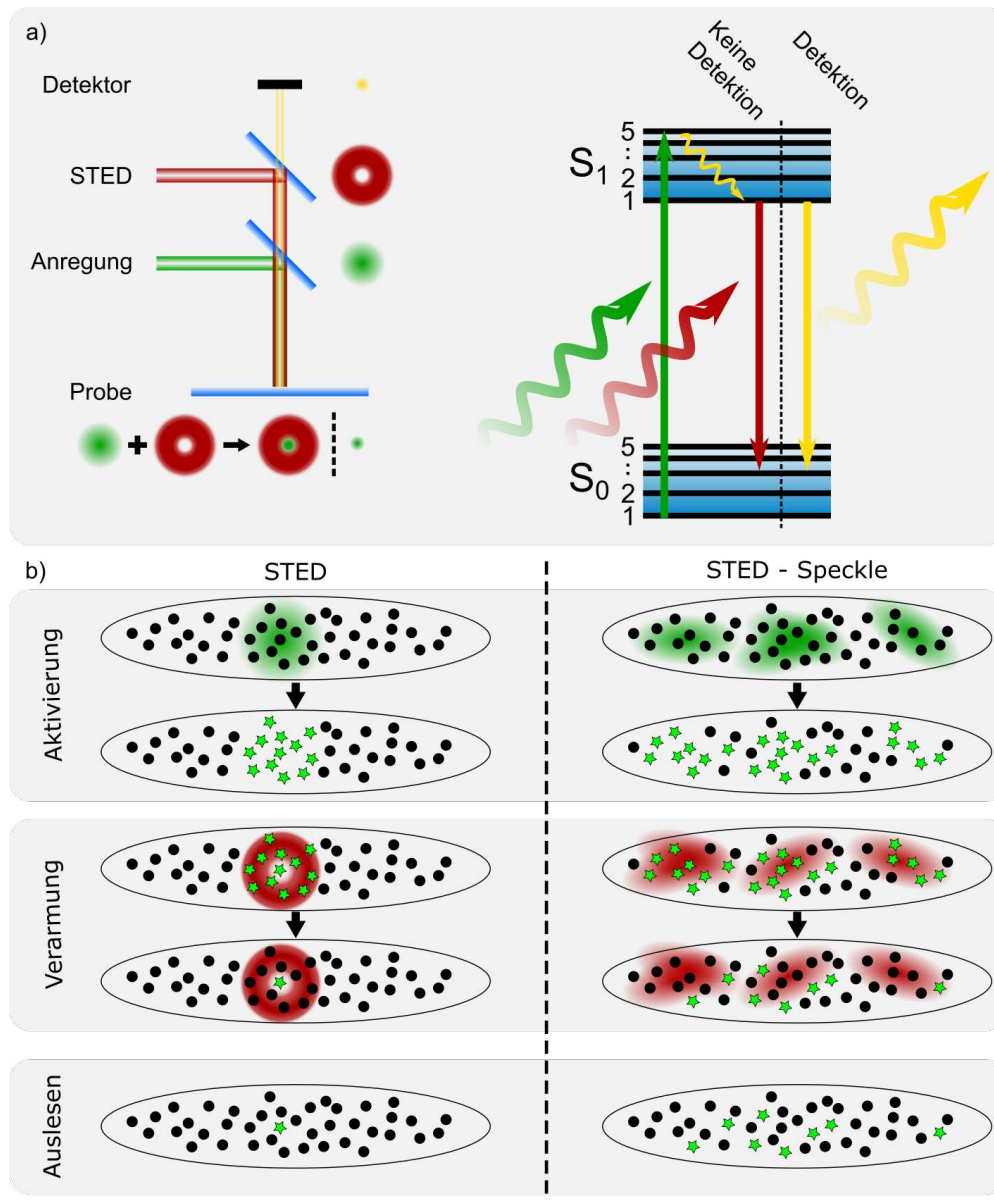 a)
Detektor
STED
Anregung
Probe
Keine
Detektion
Detektion
S1
5
:
2
1
S0
5
:
2
1
b)
STED
STED - Speckle
Aktivierung
Verarmung
Auslesen